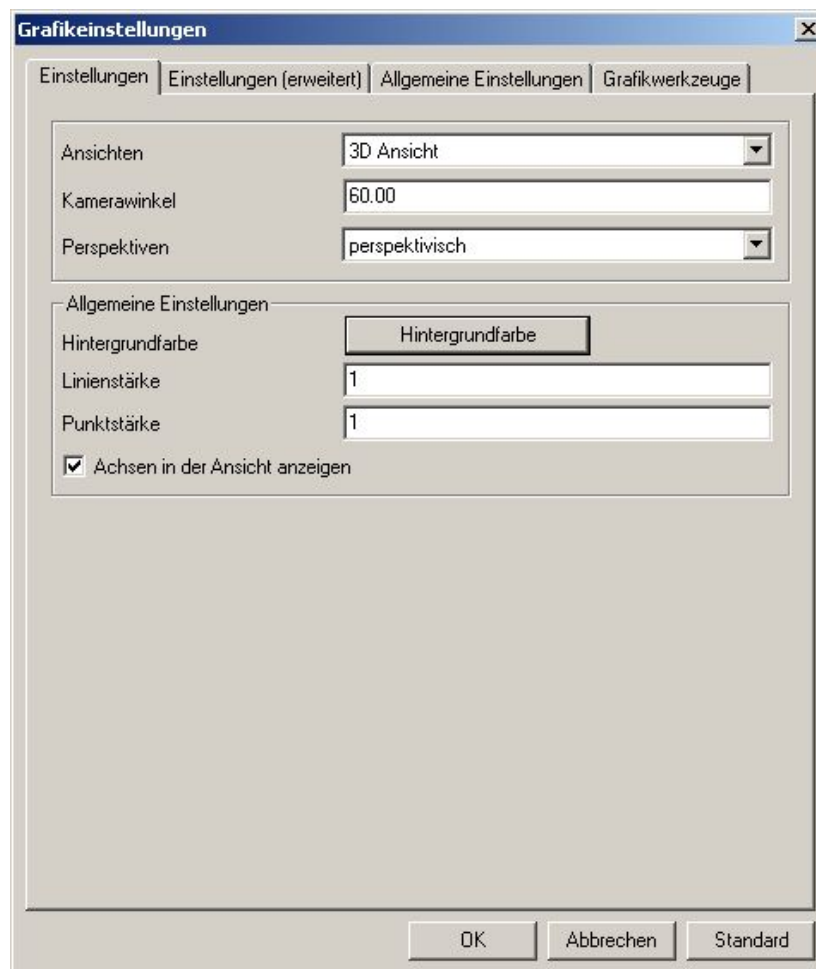 Grafikeinstellungen
Einstellungen Einstellungen (erweitert) Allgemeine Einstellungen Grafikwerkzeuge
Ansichten 3D Ansicht
Kamerawinkel 60.00
Perspektiven perspektivisch
Allgemeine Einstellungen
Hintergrundfarbe Hintergrundfarbe
Linienstärke 1
Punktstärke 1
Achsen in der Ansicht anzeigen
OK Abbrechen Standard